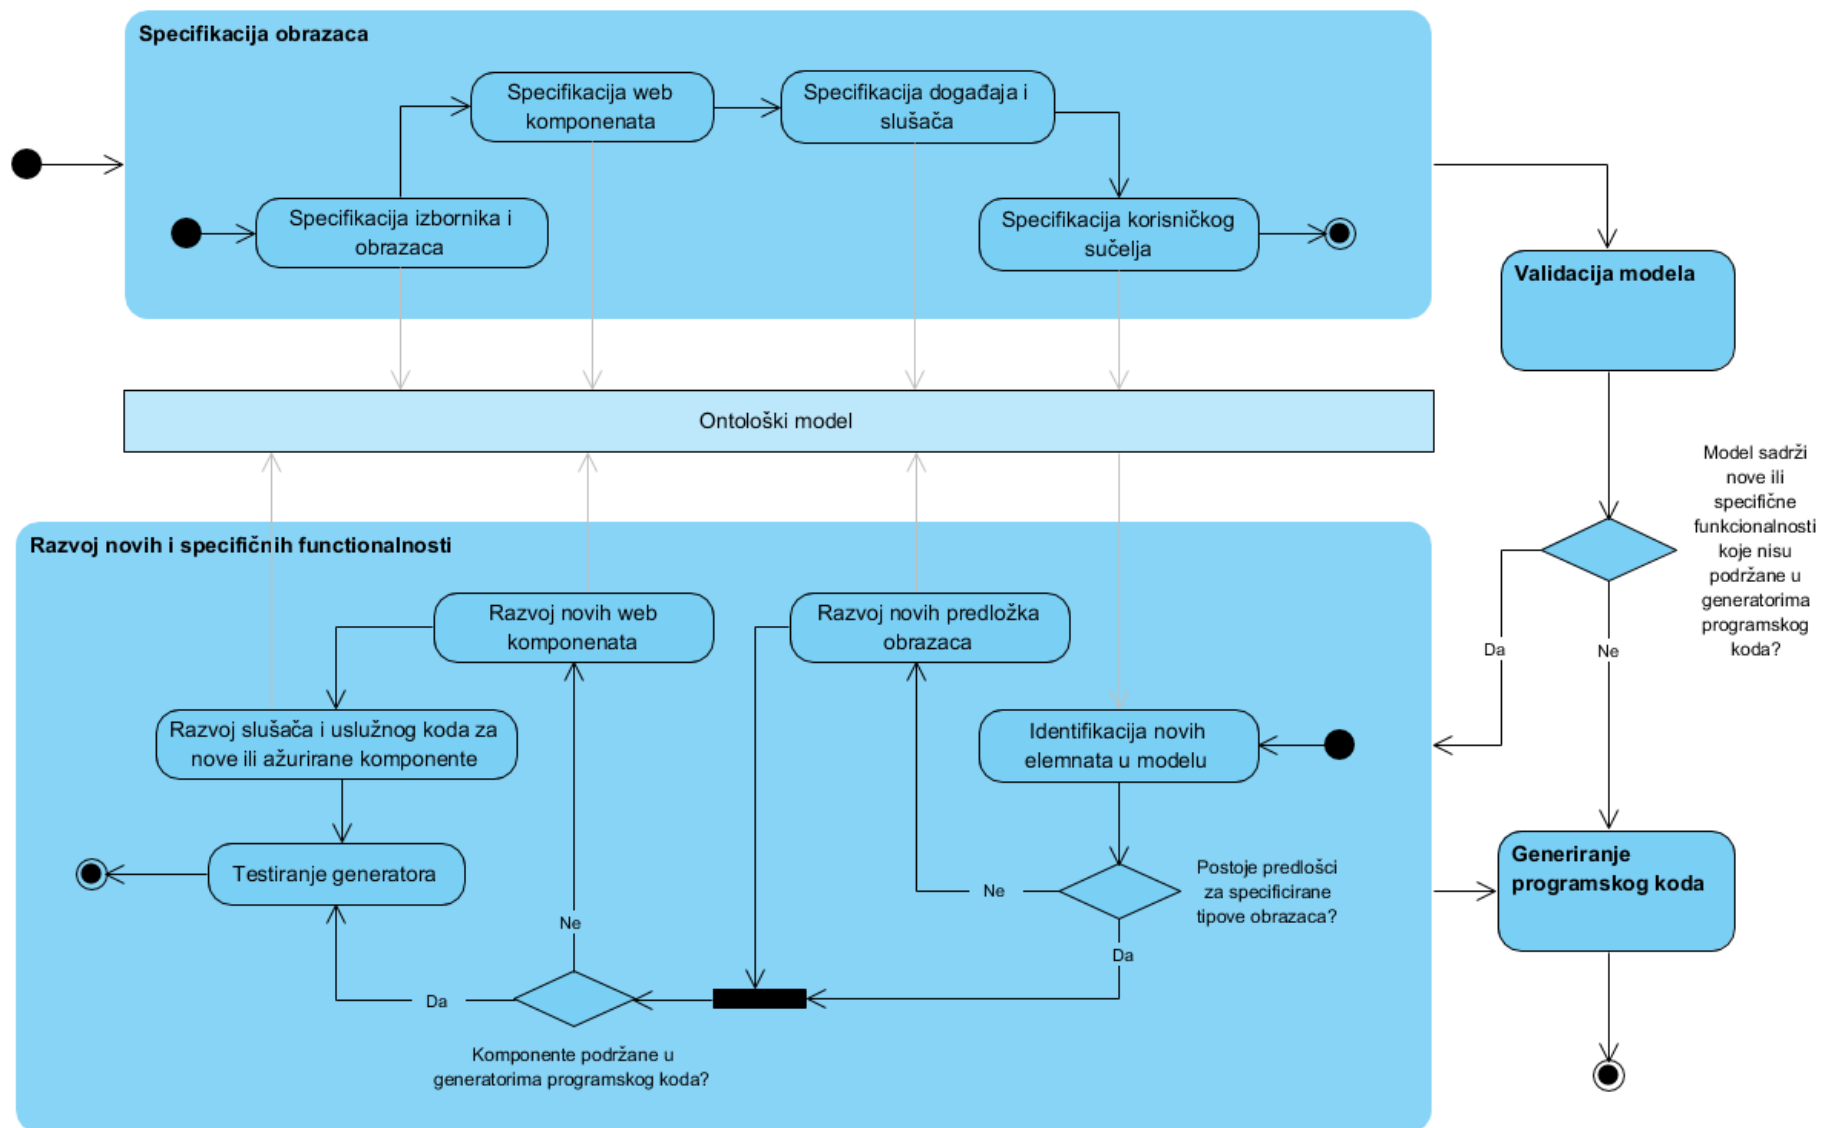 Specifikacija obrazaca
Specifikacija web
komponenata
Specifikacija događaja i
slušača
Specifikacija izbornika i
obrazaca
Specifikacija korisničkog
sučelja
Validacija modela
Ontološki model
Model sadrži
nove ili
specifične
funkcionalnosti
koje nisu
podržane u
generatorima
programskog
koda?
Da
Ne
Razvoj novih i specifičnih functionalnosti
Razvoj novih web
komponenata
Razvoj novih predložka
obrazaca
Razvoj slušača i uslužnog koda za
nove ili ažurirane komponente
Identifikacija novih
elemnata u modelu
Testiranje generatora
Postoje predlošci
za specificirane
tipove obrazaca?
Ne
Da
Ne
Da
Komponente podržane u
generatorima programskog koda?
Generiranje
programskog koda